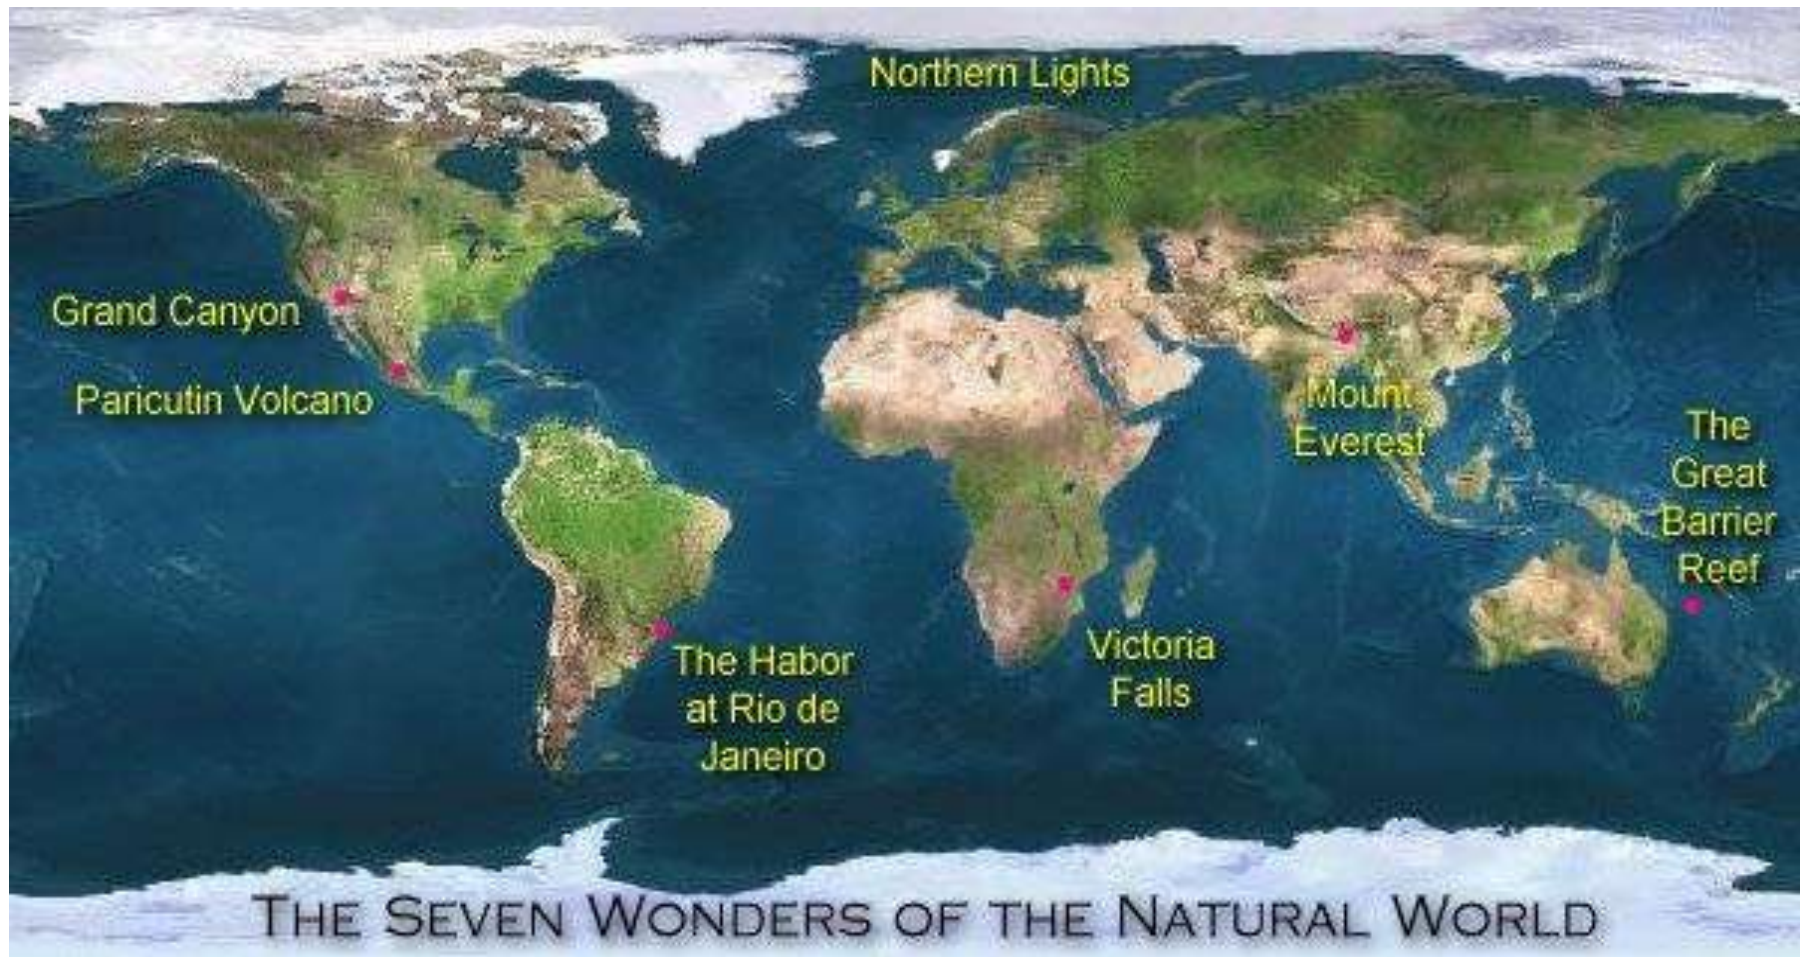 Northern Lights
Grand Canyon
Paricutin Volcano
Mount
Everest
The
Great
Barrier
Reef
Victoria
Falls
The Habor
at Rio de
Janeiro
THE SEVEN WONDERS OF THE NATURAL WORLD